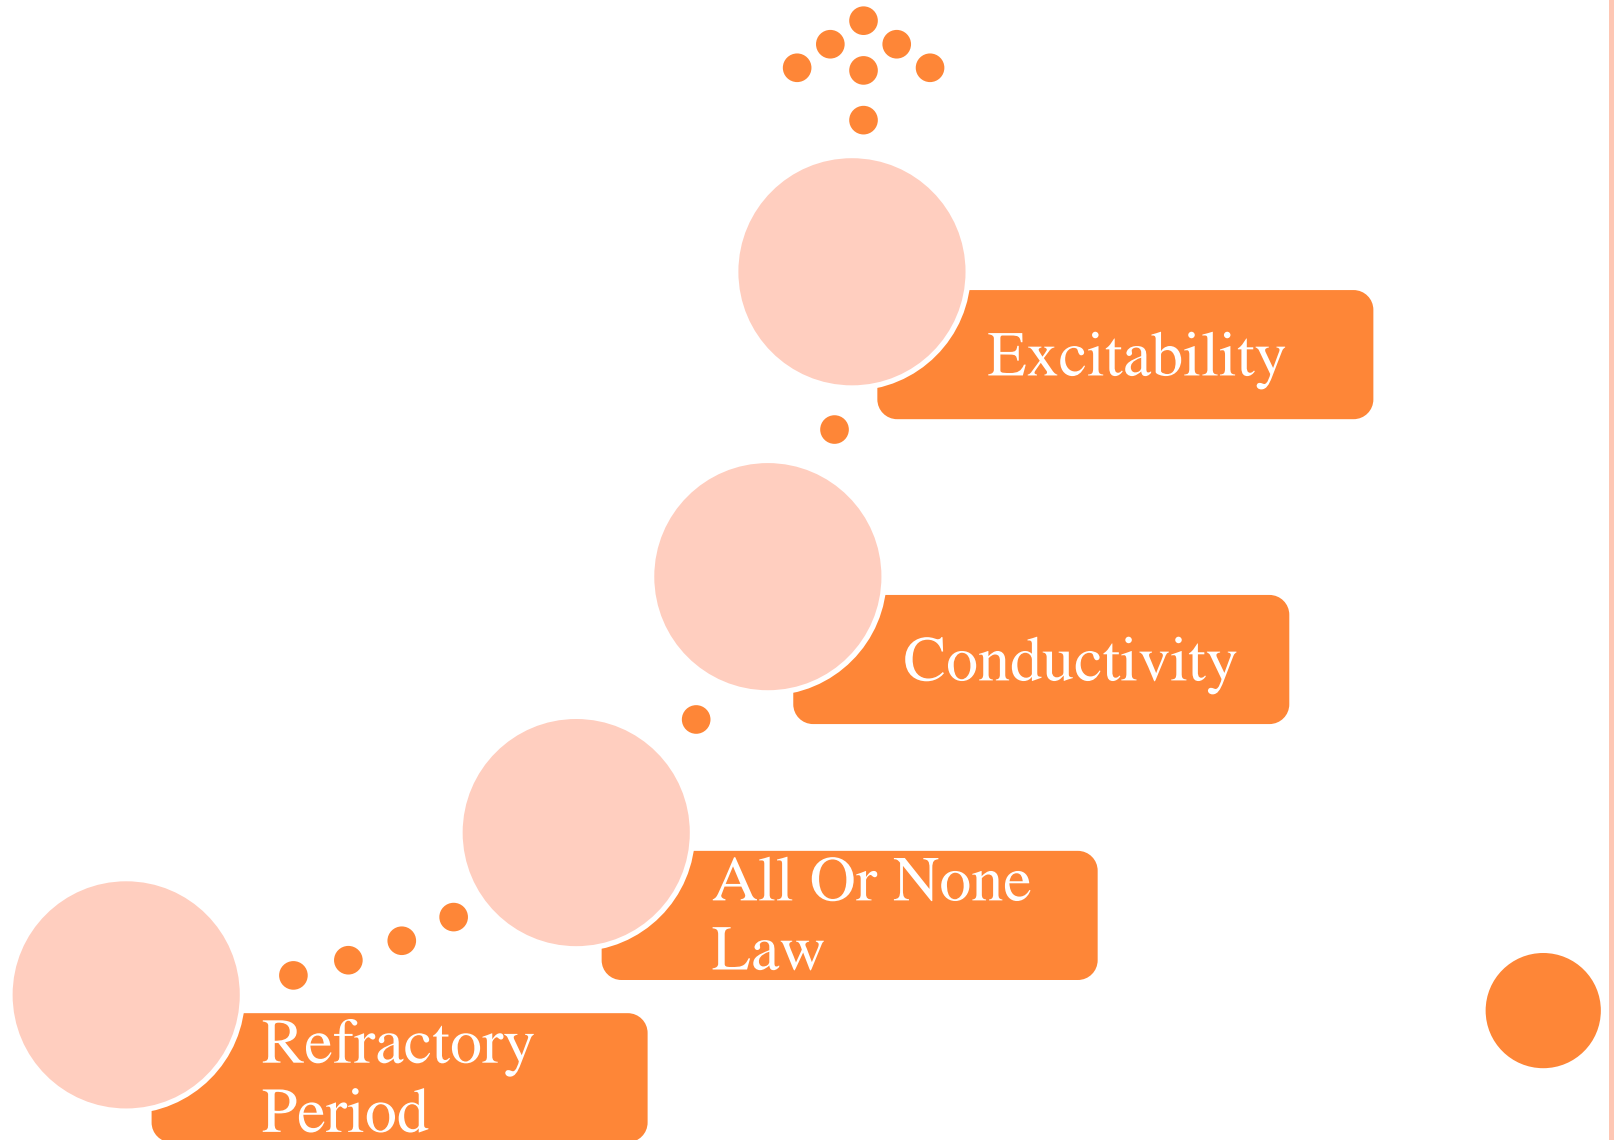 Excitability
Conductivity
All Or None
Law
Refractory
Period